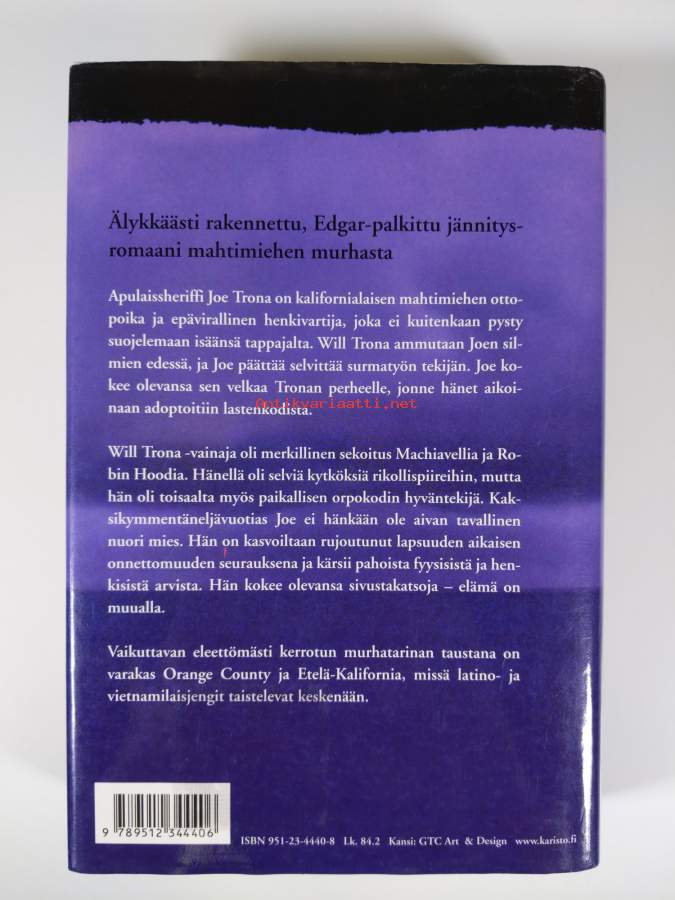 Älykkäästi rakennettu, Edgar-palkittu jännitys-
romaani mahtimiehen murhasta
Apulaissheriffi Joe Trona on kalifornialaisen mahtimiehen otto-
poika ja epävirallinen henkivartija, joka ei kuitenkaan pysty
suojelemaan isäänsä tappajalta. Will Trona ammutaan Joen sil-
mien edessä, ja Joe päättää selvittää surmatyön tekijän. Joe ko-
kee olevansa sen velkaa Tronan perheelle, jonne hänet aikoi-
naan adoptoitiin lastenkodista.
Antikvariaatti.net
Will Trona -vainaja oli merkillinen sekoitus Machiavellia ja Ro-
bin Hoodia. Hänellä oli selviä kytköksiä rikollispiireihin, mutta
hän oli toisaalta myös paikallisen orpokodin hyväntekijä. Kak-
sikymmentäneljävuotias Joe ei hänkään ole aivan tavallinen
nuori mies. Hän on kasvoiltaan rujoutunut lapsuuden aikaisen
onnettomuuden seurauksena ja kärsii pahoista fyysisistä ja hen-
kisistä arvista. Hän kokee olevansa sivustakatsoja – elämä on
muualla.
Vaikuttavan eleettömästi kerrotun murhatarinan taustana on
varakas Orange County ja Etelä-Kalifornia, missä latino- ja
vietnamilaisjengit taistelevat keskenään.
9 789512 344406
ISBN 951-23-4440-8 Lk. 84.2 Kansi: GTC Art & Design www.karisto.fi